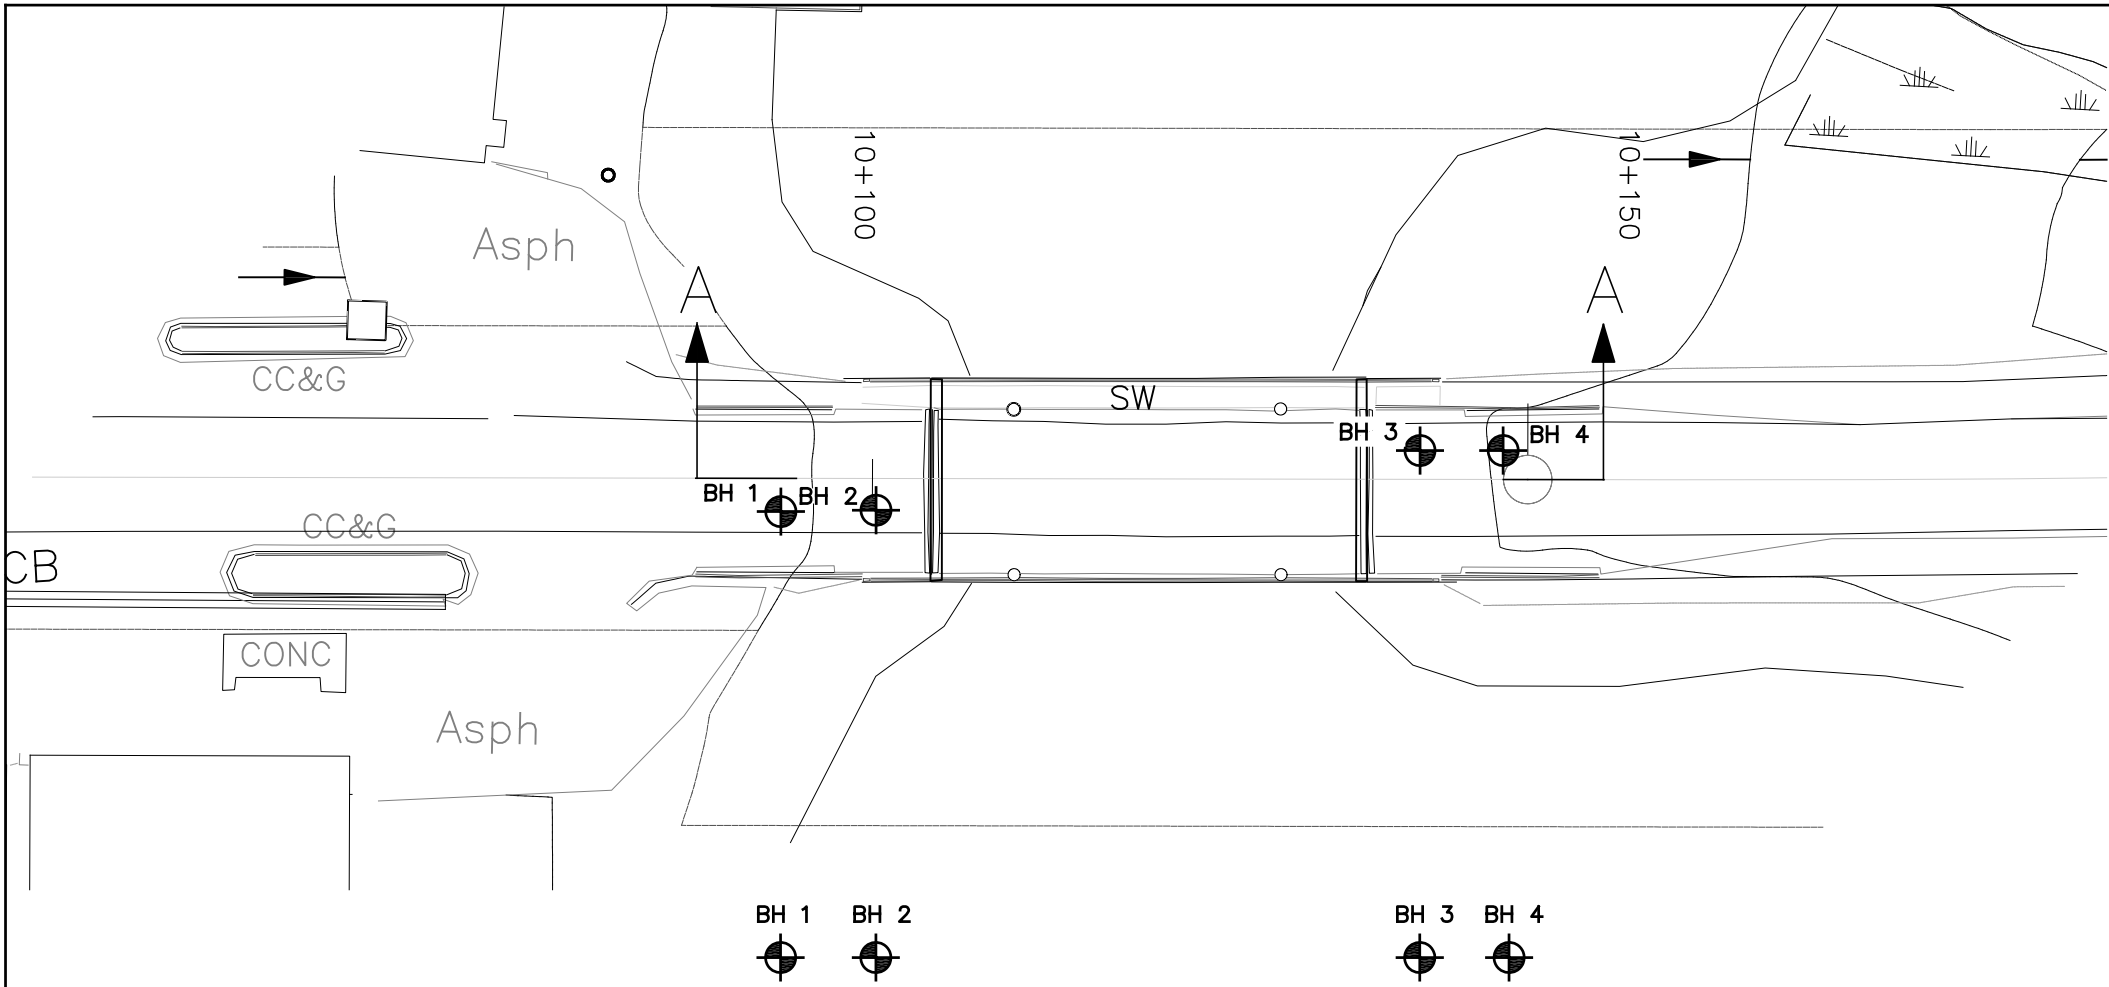 10+100
10+150
Asph
A
A
CC&G
SW
BH 3
BH 4
BH 1
BH 2
CC&G
CB
CONC
Asph
BH 1
BH 2
BH 3
BH 4